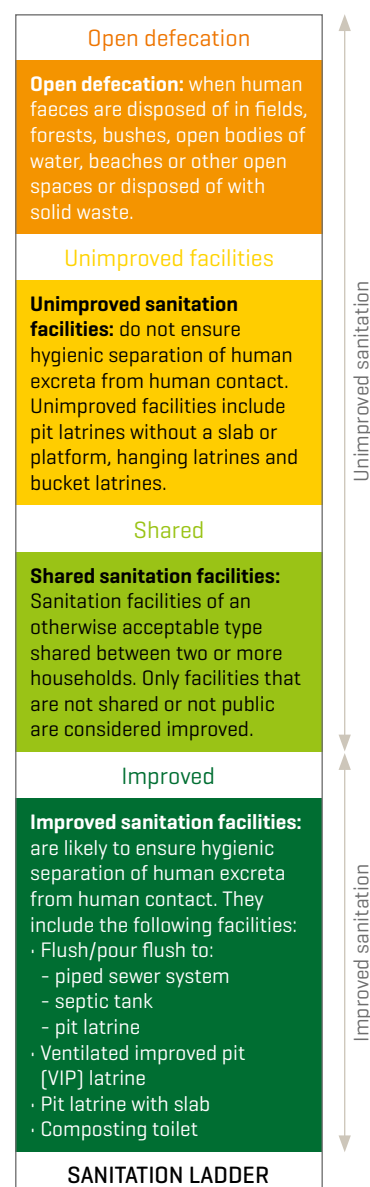 Open defecation
Open defecation: when human
faeces are disposed of in fields,
forests, bushes, open bodies of
water, beaches or other open
spaces or disposed of with
solid waste.
Unimproved facilities
Unimproved sanitation
facilities: do not ensure
hygienic separation of human
excreta from human contact.
Unimproved facilities include
pit latrines without a slab or
platform, hanging latrines and
bucket latrines.
Shared
Shared sanitation facilities:
Sanitation facilities of an
otherwise acceptable type
shared between two or more
households. Only facilities that
are not shared or not public
are considered improved.
Unimproved sanitation
Improved
Improved sanitation facilities:
are likely to ensure hygienic
separation of human excreta
from human contact. They
include the following facilities:
· Flush/pour flush to:
- piped sewer system
- septic tank
- pit latrine
· Ventilated improved pit
(VIP) latrine
· Pit latrine with slab
· Composting toilet
Improved sanitation
SANITATION LADDER